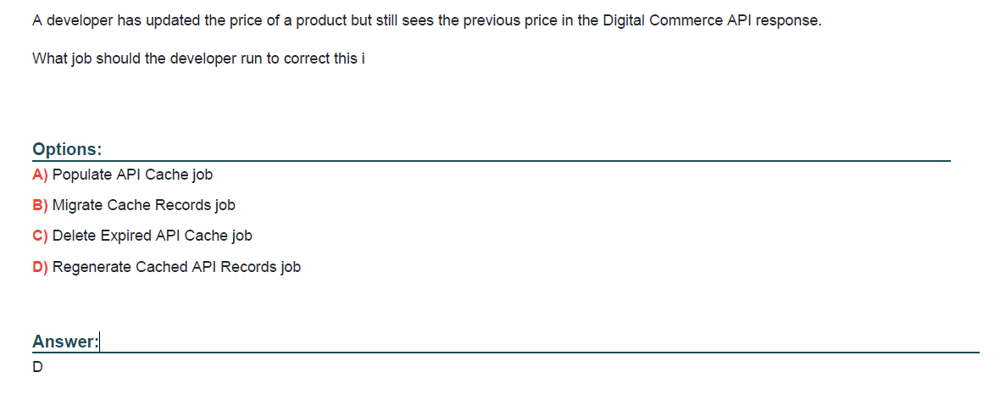 A developer has updated the price of a product but still sees the previous price in the Digital Commerce API response.
What job should the developer run to correct this i
Options:
A) Populate API Cache job
B) Migrate Cache Records job
C) Delete Expired API Cache job
D) Regenerate Cached API Records job
Answer:
D